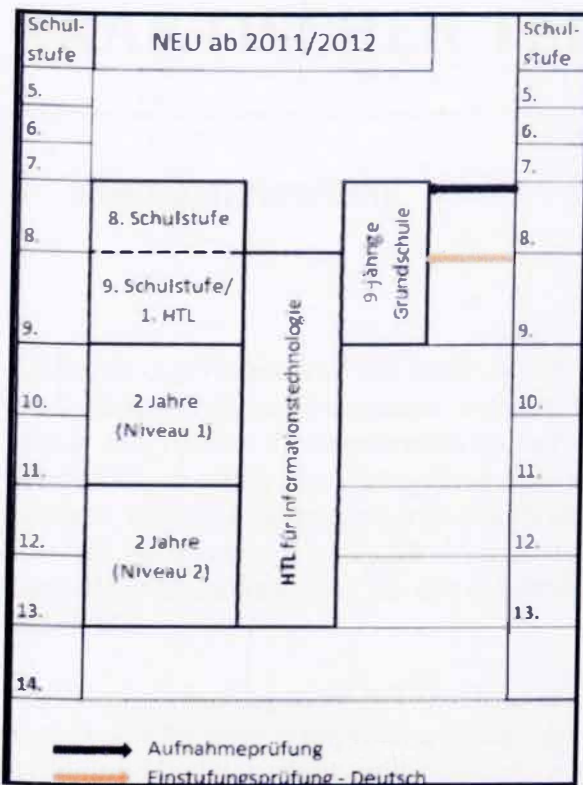 Schul-
stufe
NEU ab 2011/2012
Schul-
stufe
5.
5.
6.
6.
7.
7.
8. Schulstufe
8.
8.
9. Schulstufe/
1. HTL
9-jährige
Grundschule
9.
9.
HTL für Informationstechnologie
10.
10.
2 Jahre
(Niveau 1)
11.
11.
12.
12.
2 Jahre
(Niveau 2)
13.
13.
14.
Aufnahmeprüfung
Einstufungsprüfung - Deutsch